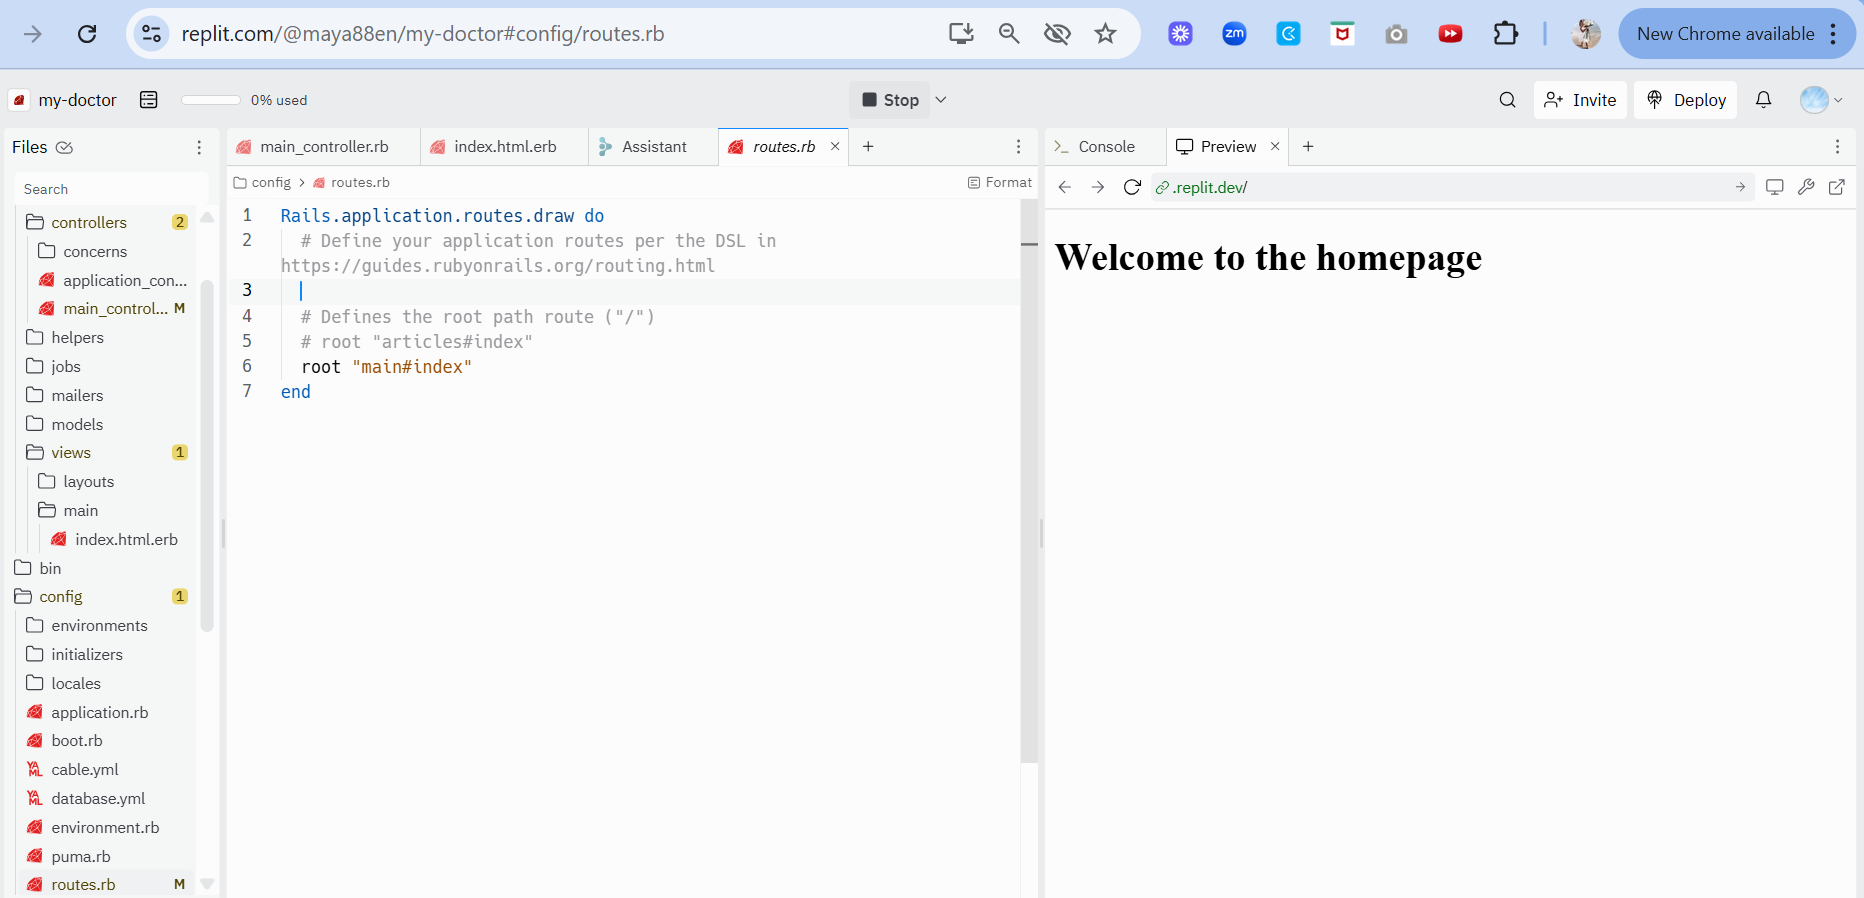 replit.com/@maya88en/my-doctor#config/routes.rb
zm
New Chrome available
my-doctor
0% used
Stop
Invite
Deploy
Files
Search
controllers 2
concerns
application_con...
main_control... M
helpers
jobs
mailers
models
views 1
layouts
main
index.html.erb
bin
config 1
environments
initializers
locales
application.rb
boot.rb
YAML cable.yml
YAML database.yml
environment.rb
puma.rb
routes.rb M
main_controller.rb
index.html.erb
Assistant
routes.rb
config > routes.rb
Format
1 Rails.application.routes.draw do
2 # Define your application routes per the DSL in
https://guides.rubyonrails.org/routing.html
3
4 # Defines the root path route ("/")
5 # root "articles#index"
6 root "main#index"
7 end
Console
Preview
.replit.dev/
Welcome to the homepage